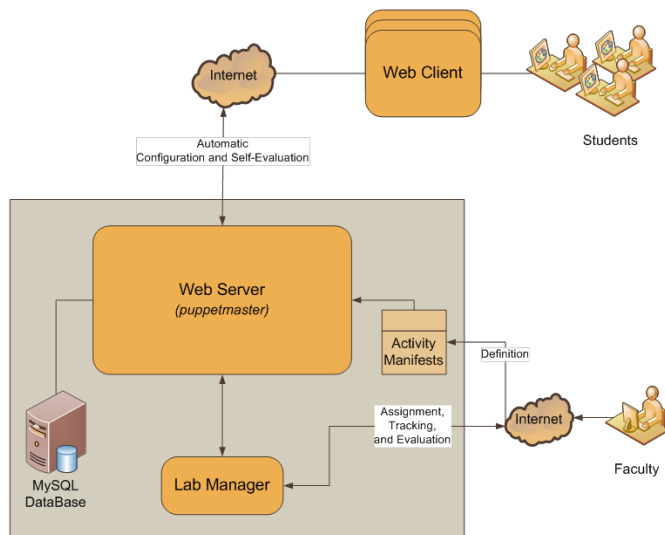 Internet
Web Client
Students
Automatic
Configuration and Self-Evaluation
Web Server
(puppetmaster)
Activity
Manifests
Definition
Assignment,
Tracking,
and Evaluation
Internet
Faculty
MySQL
DataBase
Lab Manager